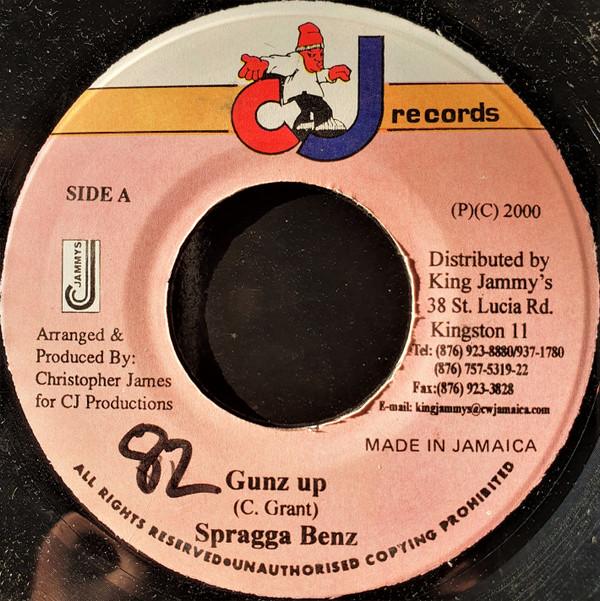 CJ records
SIDE A
(P)(C) 2000
JAMMYS
Distributed by
King Jammy's
38 St. Lucia Rd.
Kingston 11
Tel: (876) 923-8880/937-1780
(876) 757-5319-22
Fax:(876) 923-3828
E-mail: kingjammys@cwjamaica.com
Arranged &
Produced By:
Christopher James
for CJ Productions
MADE IN JAMAICA
92
Gunz up
(C. Grant)
Spragga Benz
ALL RIGHTS RESERVED•UNAUTHORISED COPYING PROHIBITED